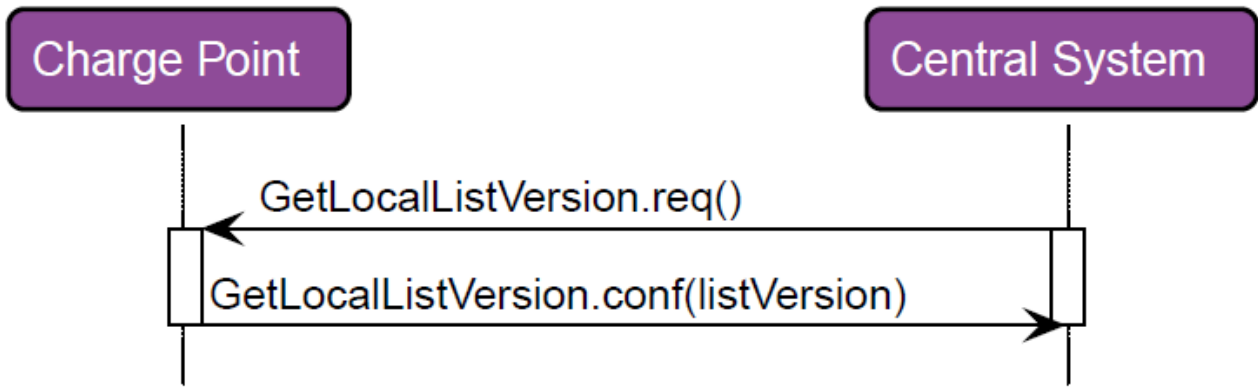 Charge Point
Central System
GetLocalListVersion.req()
GetLocalListVersion.conf(listVersion)